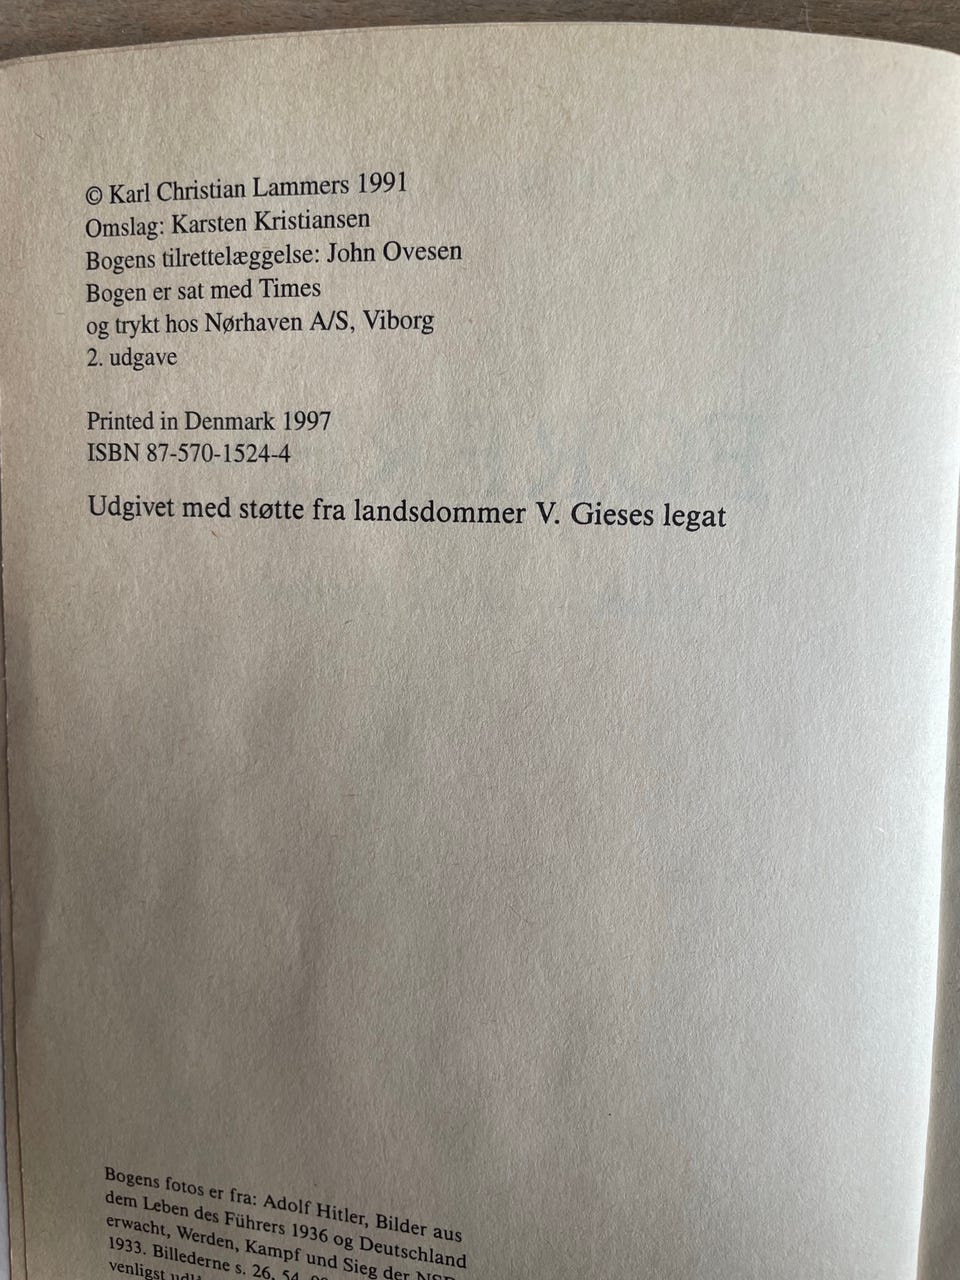 © Karl Christian Lammers 1991
Omslag: Karsten Kristiansen
Bogens tilrettelæggelse: John Ovesen
Bogen er sat med Times
og trykt hos Nørhaven A/S, Viborg
2. udgave
Printed in Denmark 1997
ISBN 87-570-1524-4
Udgivet med støtte fra landsdommer V. Gieses legat
Bogens fotos er fra: Adolf Hitler, Bilder aus
dem Leben des Führers 1936 og Deutschland
erwacht, Werden, Kampf und Sieg der
1933. Billederne s. 26, 54,
venligst